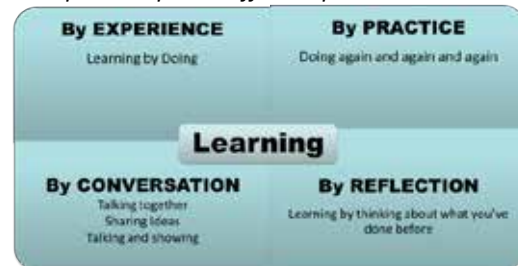 By EXPERIENCE
Learning by Doing
By PRACTICE
Doing again and again and again
Learning
By CONVERSATION
Talking together
Sharing Ideas
Talking and showing
By REFLECTION
Learning by thinking about what you've
done before